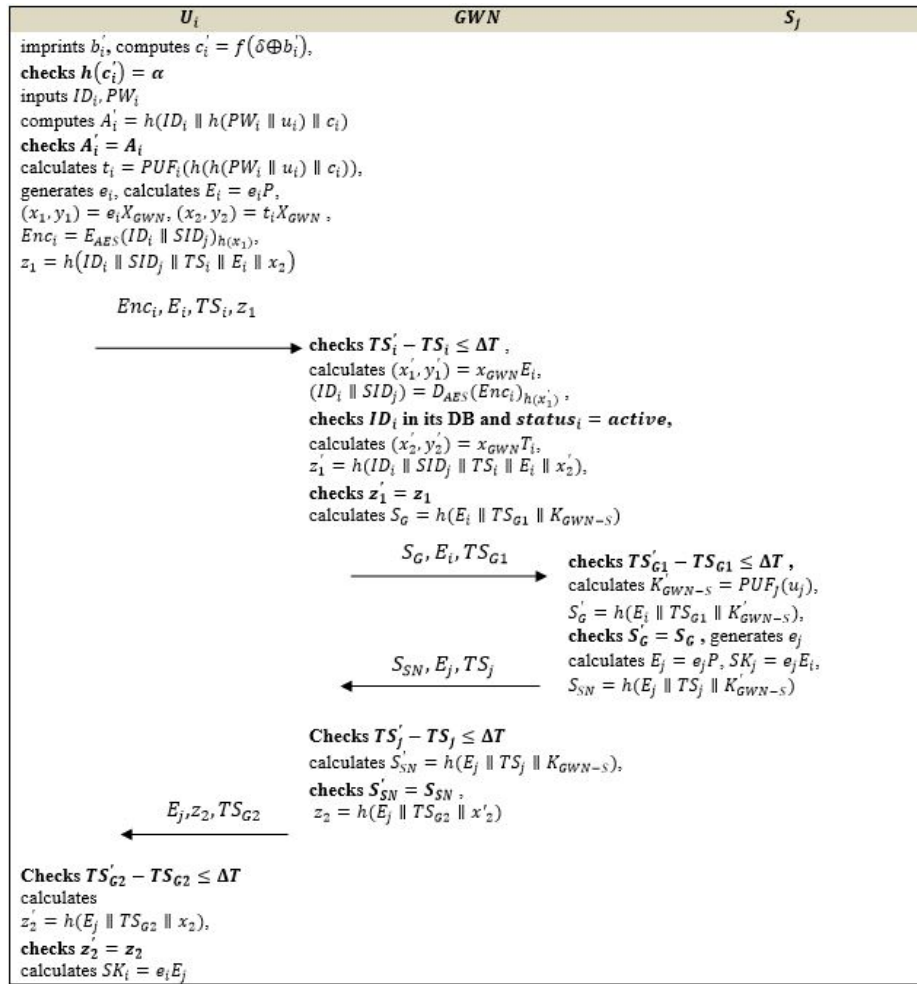 U_i GWN S_j
imprints b_i', computes c_i' = f(δ⊕b_i'),
checks h(c_i') = α
inputs ID_i, PW_i
computes A_i' = h(ID_i ∥ h(PW_i ∥ u_i) ∥ c_i)
checks A_i' = A_i
calculates t_i = PUF_i(h(h(PW_i ∥ u_i) ∥ c_i)),
generates e_i, calculates E_i = e_iP,
(x_1, y_1) = e_iX_GWN, (x_2, y_2) = t_iX_GWN ,
Enc_i = E_AES(ID_i ∥ SID_j)_h(x_1),
z_1 = h(ID_i ∥ SID_j ∥ TS_i ∥ E_i ∥ x_2)
Enc_i, E_i, TS_i, z_1
checks TS_i' − TS_i ≤ ΔT ,
calculates (x_1', y_1') = x_GWN E_i,
(ID_i ∥ SID_j) = D_AES(Enc_i)_h(x_1') ,
checks ID_i in its DB and status_i = active,
calculates (x_2', y_2') = x_GWN T_i,
z_1' = h(ID_i ∥ SID_j ∥ TS_i ∥ E_i ∥ x_2'),
checks z_1' = z_1
calculates S_G = h(E_i ∥ TS_G1 ∥ K_GWN−S)
S_G, E_i, TS_G1
checks TS_G1' − TS_G1 ≤ ΔT ,
calculates K_GWN−S' = PUF_j(u_j),
S_G' = h(E_i ∥ TS_G1 ∥ K_GWN−S'),
checks S_G' = S_G , generates e_j
calculates E_j = e_jP, SK_j = e_jE_i,
S_SN = h(E_j ∥ TS_j ∥ K_GWN−S')
S_SN, E_j, TS_j
Checks TS_j' − TS_j ≤ ΔT
calculates S_SN' = h(E_j ∥ TS_j ∥ K_GWN−S),
checks S_SN' = S_SN ,
z_2 = h(E_j ∥ TS_G2 ∥ x'_2)
E_j, z_2, TS_G2
Checks TS_G2' − TS_G2 ≤ ΔT
calculates
z_2' = h(E_j ∥ TS_G2 ∥ x_2),
checks z_2' = z_2
calculates SK_i = e_iE_j